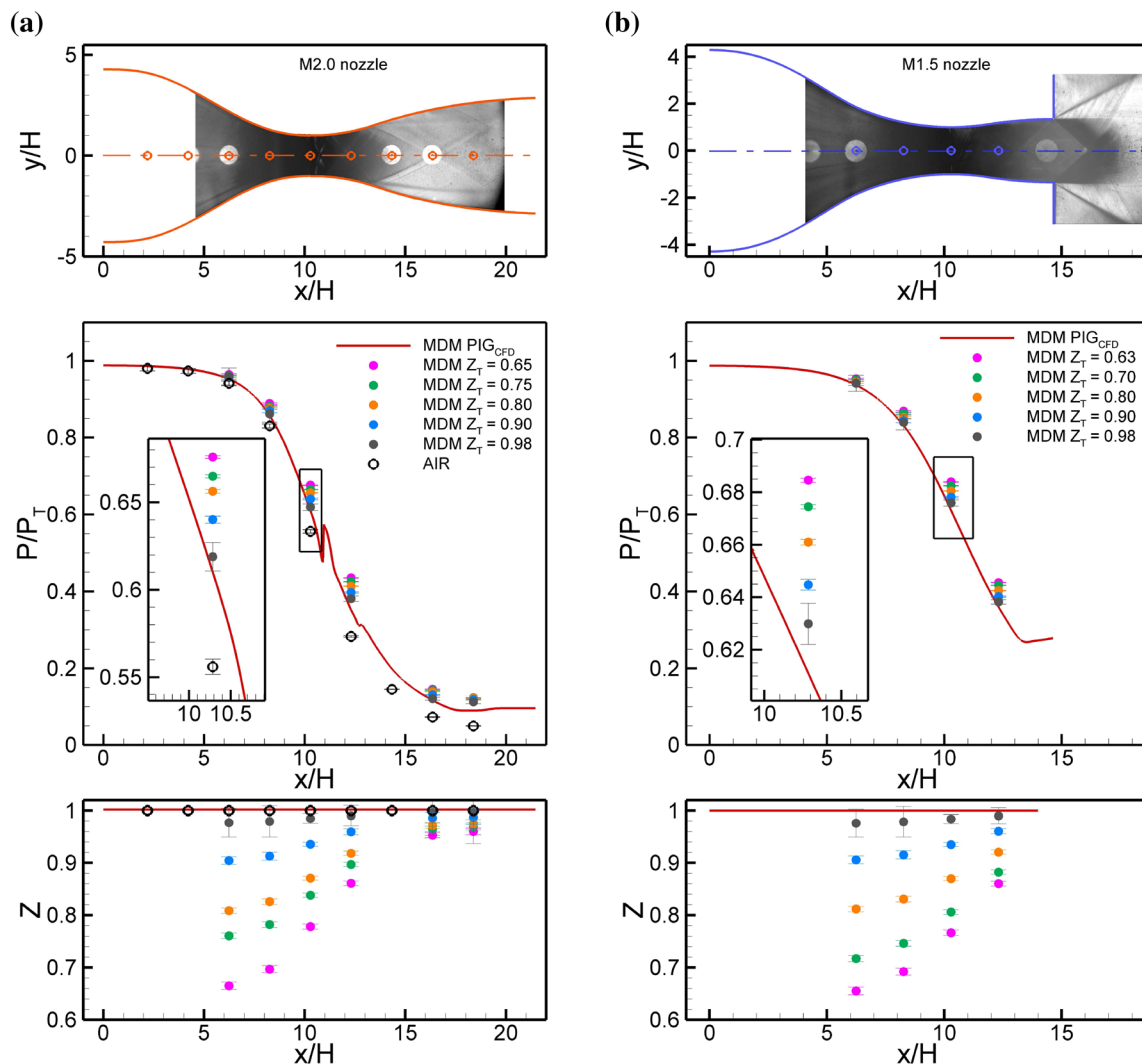 (a)
M2.0 nozzle
y/H
5
0
-5
0 5 10 15 20
x/H
P/P_T
1
0.8
0.6
0.4
0.2
0
MDM PIG_CFD
MDM Z_T = 0.65
MDM Z_T = 0.75
MDM Z_T = 0.80
MDM Z_T = 0.90
MDM Z_T = 0.98
AIR
0.65
0.6
0.55
10 10.5
0 5 10 15 20
x/H
Z
1
0.9
0.8
0.7
0.6
0 5 10 15 20
x/H
(b)
M1.5 nozzle
y/H
4
2
0
-2
-4
0 5 10 15
x/H
P/P_T
1
0.8
0.6
0.4
0.2
0
MDM PIG_CFD
MDM Z_T = 0.63
MDM Z_T = 0.70
MDM Z_T = 0.80
MDM Z_T = 0.90
MDM Z_T = 0.98
0.7
0.68
0.66
0.64
0.62
10 10.5
0 5 10 15
x/H
Z
1
0.9
0.8
0.7
0.6
0 5 10 15
x/H